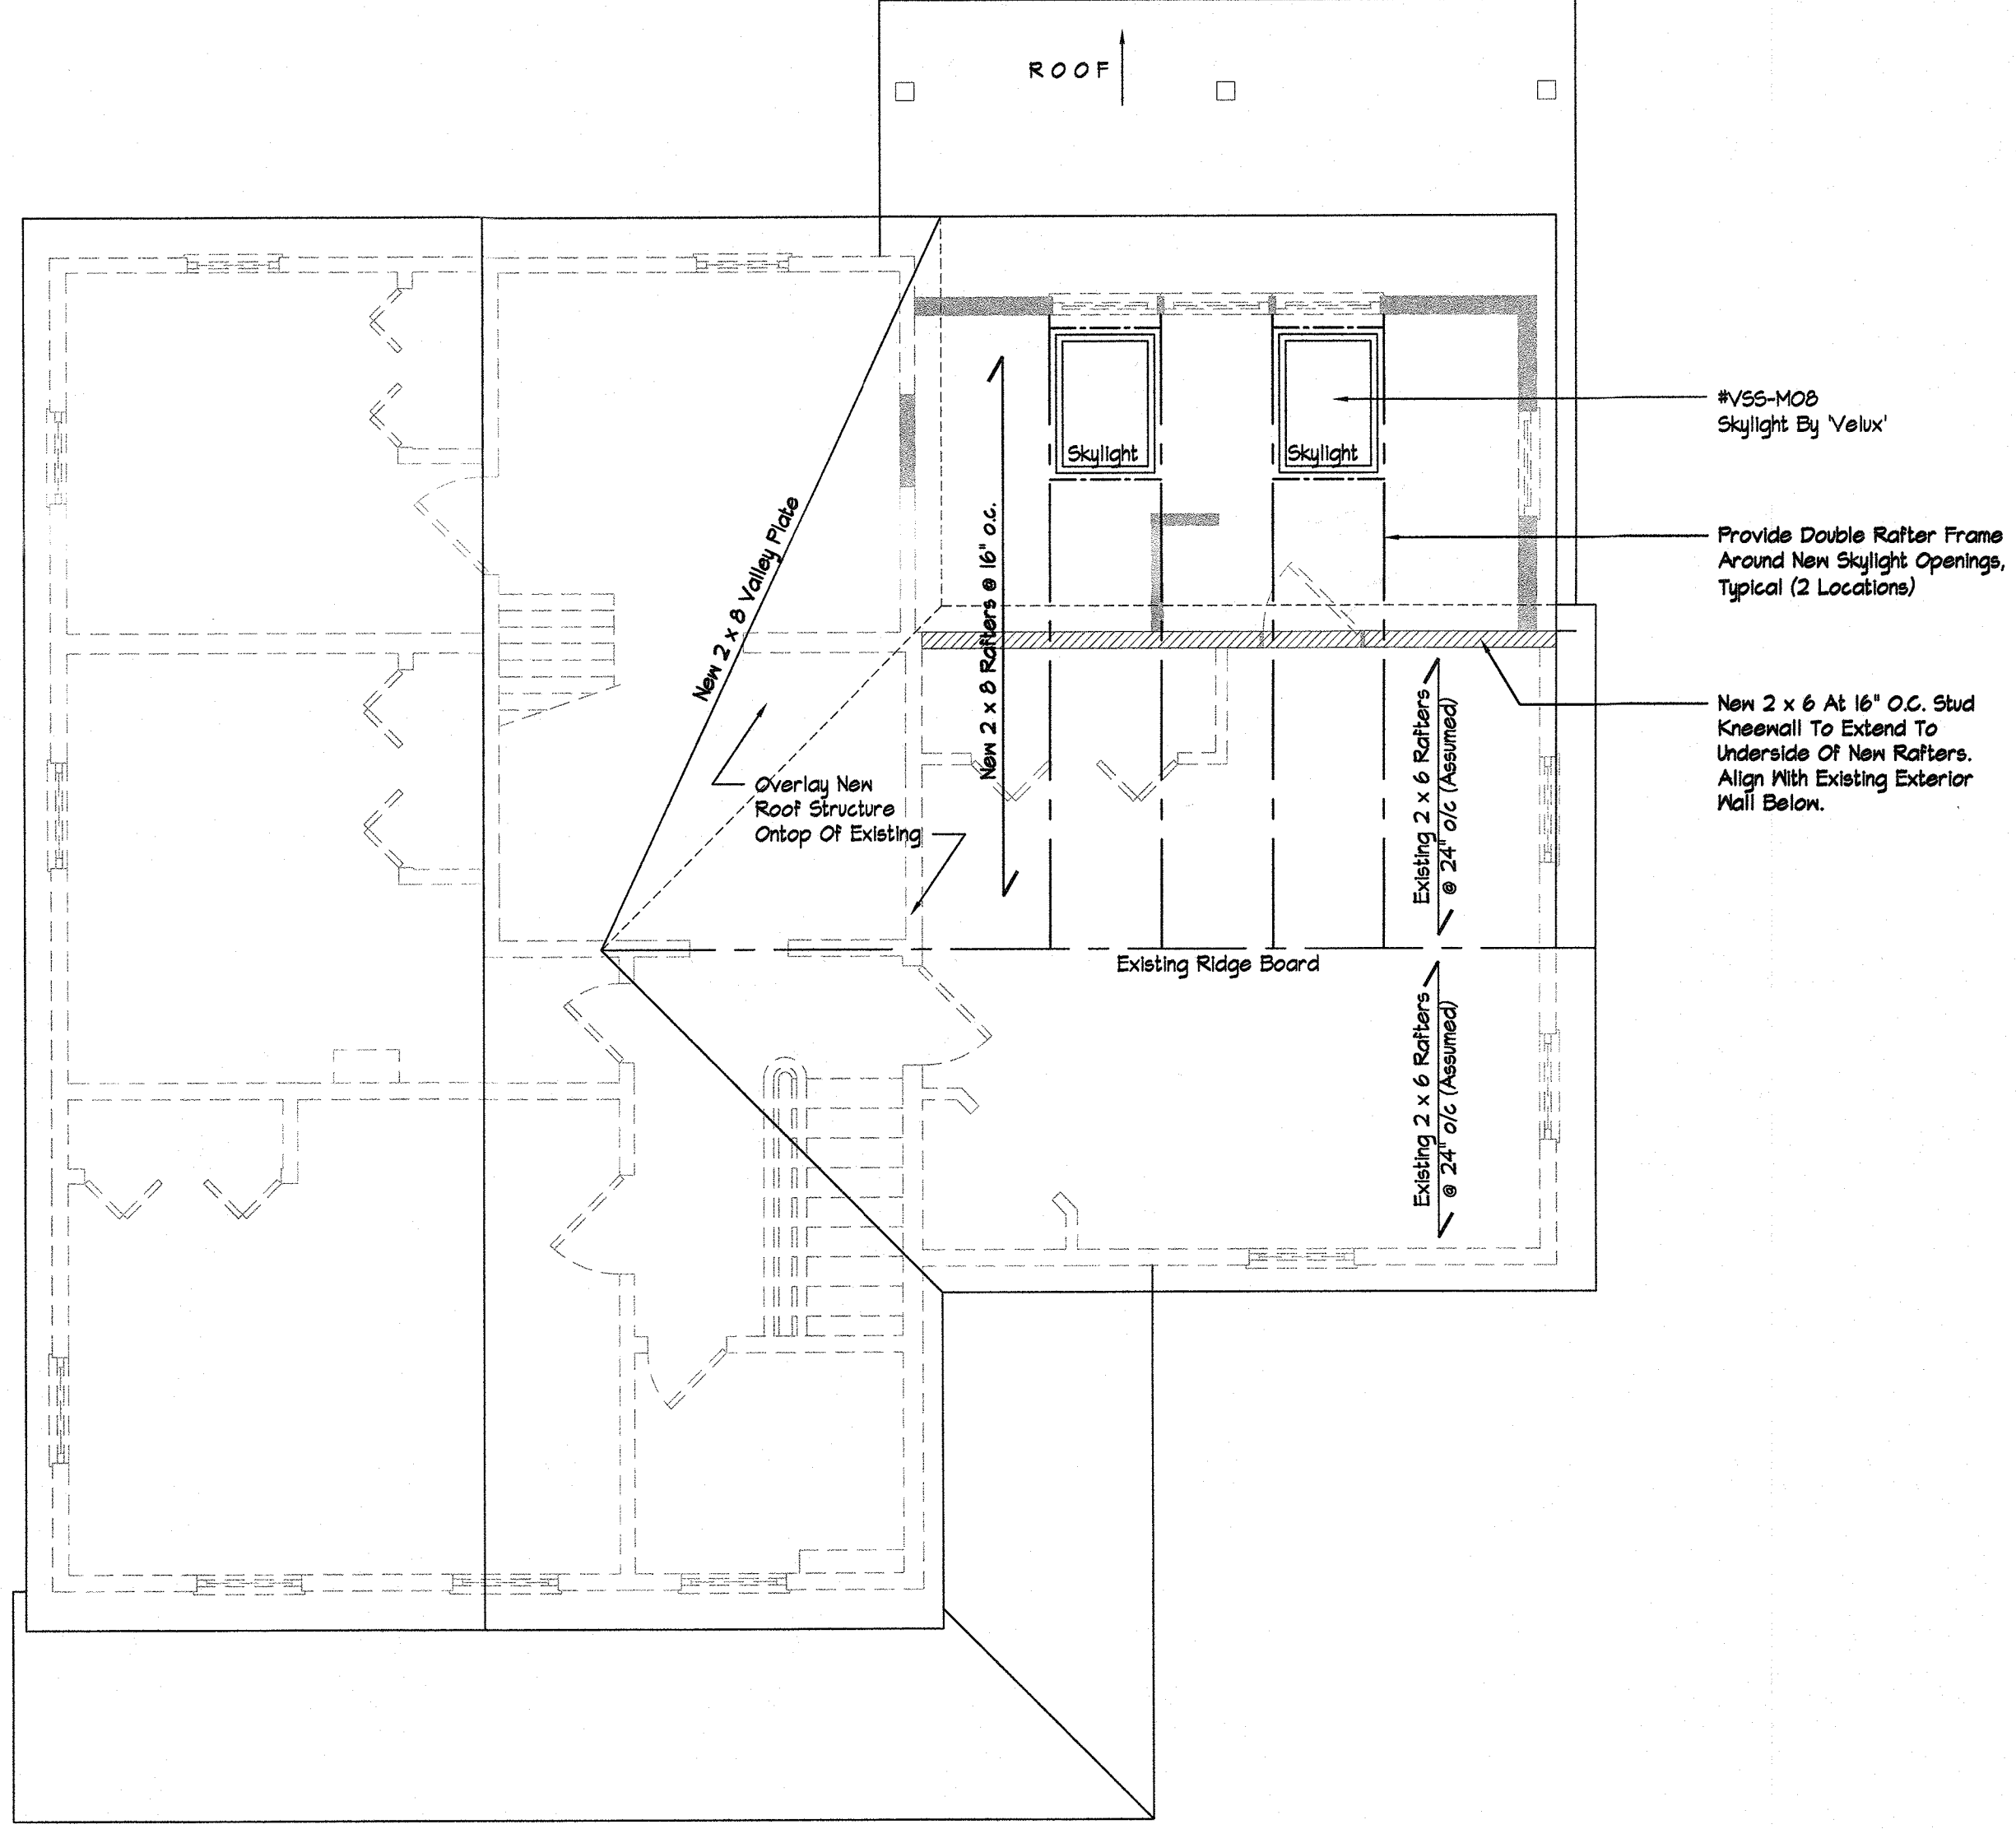 ROOF
#VSS-M08
Skylight By 'Velux'
Skylight
Skylight
Provide Double Rafter Frame
Around New Skylight Openings,
Typical (2 Locations)
New 2 x 8 Valley Plate
New 2 x 8 Rafters @ 16" O.C.
New 2 x 6 At 16" O.C. Stud
Kneewall To Extend To
Underside Of New Rafters.
Align With Existing Exterior
Wall Below.
Overlay New
Roof Structure
Ontop Of Existing
Existing 2 x 6 Rafters
@ 24" o/c (Assumed)
Existing Ridge Board
Existing 2 x 6 Rafters
@ 24" o/c (Assumed)